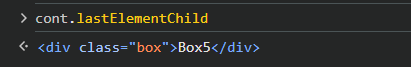 cont.lastElementChild
<div class="box">Box5</div>